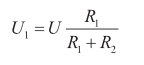 U₁ = U R₁ / (R₁ + R₂)